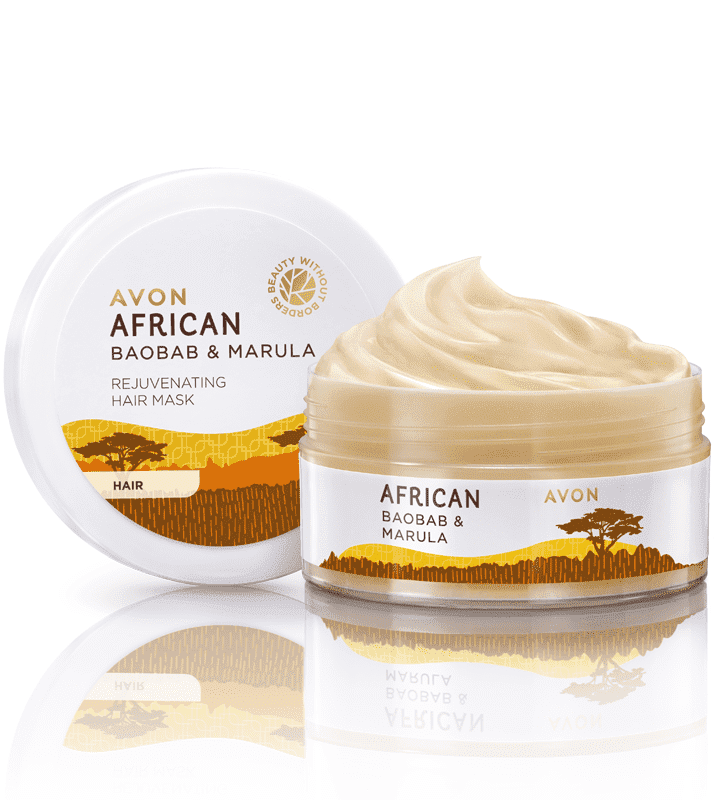 AVON
AFRICAN
BAOBAB & MARULA
REJUVENATING
HAIR MASK
HAIR
BEAUTY WITHOUT BORDERS
AFRICAN
BAOBAB &
MARULA
AVON